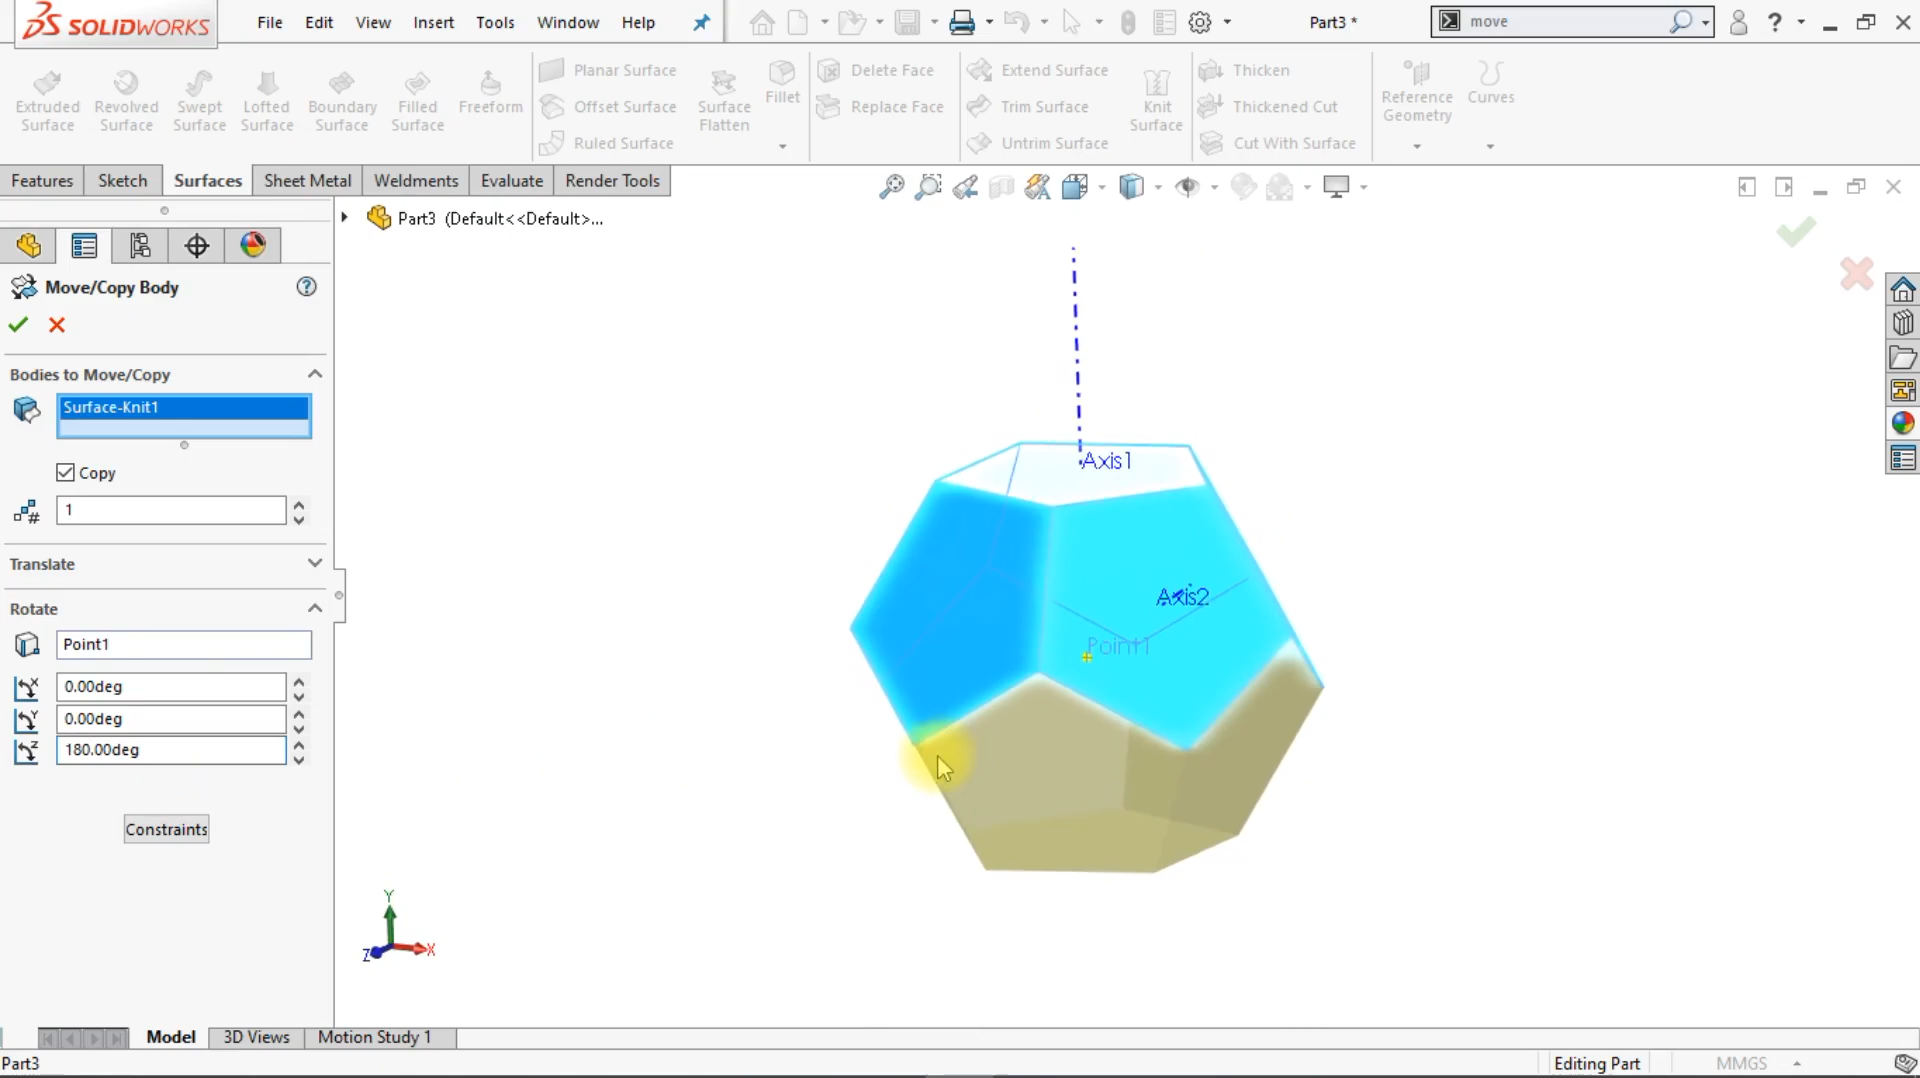 SOLIDWORKS
File Edit View Insert Tools Window Help
Part3 *
move
?
Extruded Surface
Revolved Surface
Swept Surface
Lofted Surface
Boundary Surface
Filled Surface
Freeform
Planar Surface
Offset Surface
Ruled Surface
Surface Flatten
Fillet
Delete Face
Replace Face
Extend Surface
Trim Surface
Untrim Surface
Knit Surface
Thicken
Thickened Cut
Cut With Surface
Reference Geometry
Curves
Features Sketch Surfaces Sheet Metal Weldments Evaluate Render Tools
Part3 (Default<<Default>...
Move/Copy Body
?
Bodies to Move/Copy
Surface-Knit1
Copy
# 1
Translate
Rotate
Point1
X 0.00deg
Y 0.00deg
Z 180.00deg
Constraints
Axis1
Axis2
Point1
Y
Z
X
Model 3D Views Motion Study 1
Part3
Editing Part
MMGS